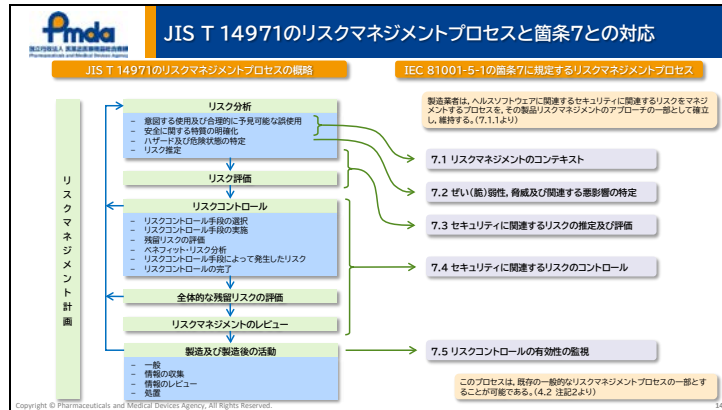 Pmda
独立行政法人 医薬品医療機器総合機構
Pharmaceuticals and Medical Devices Agency
JIS T 14971のリスクマネジメントプロセスと箇条7との対応
JIS T 14971のリスクマネジメントプロセスの概略
IEC 81001-5-1の箇条7に規定するリスクマネジメントプロセス
リスクマネジメント計画
リスク分析
– 意図する使用及び合理的に予見可能な誤使用
– 安全に関する特質の明確化
– ハザード及び危険状態の特定
– リスク推定
リスク評価
リスクコントロール
– リスクコントロール手段の選択
– リスクコントロール手段の実施
– 残留リスクの評価
– ベネフィット・リスク分析
– リスクコントロール手段によって発生したリスク
– リスクコントロールの完了
全体的な残留リスクの評価
リスクマネジメントのレビュー
製造及び製造後の活動
– 一般
– 情報の収集
– 情報のレビュー
– 処置
製造業者は、ヘルスソフトウェアに関連するセキュリティに関連するリスクをマネジ
メントするプロセスを、その製品リスクマネジメントのアプローチの一部として確立
し、維持する。(7.1.1より)
7.1 リスクマネジメントのコンテキスト
7.2 ぜい(脆)弱性、脅威及び関連する悪影響の特定
7.3 セキュリティに関連するリスクの推定及び評価
7.4 セキュリティに関連するリスクのコントロール
7.5 リスクコントロールの有効性の監視
このプロセスは、既存の一般的なリスクマネジメントプロセスの一部とす
ることが可能である。(4.2 注記2より)
Copyright © Pharmaceuticals and Medical Devices Agency, All Rights Reserved.
14